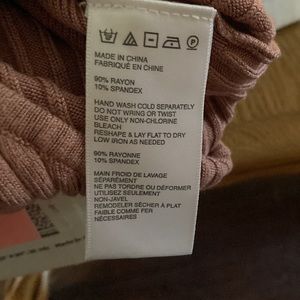 MADE IN CHINA
FABRIQUÉ EN CHINE
90% RAYON
10% SPANDEX
HAND WASH COLD SEPARATELY
DO NOT WRING OR TWIST
USE ONLY NON-CHLORINE
BLEACH
RESHAPE & LAY FLAT TO DRY
LOW IRON AS NEEDED
90% RAYONNE
10% SPANDEX
MAIN FROID DE LAVAGE
SÉPARÉMENT
NE PAS TORDRE OU DÉFORMER
UTILISEZ SEULEMENT
NON-JAVEL
REMODELER SÉCHER À PLAT
FAIBLE COMME FER
NÉCESSAIRES